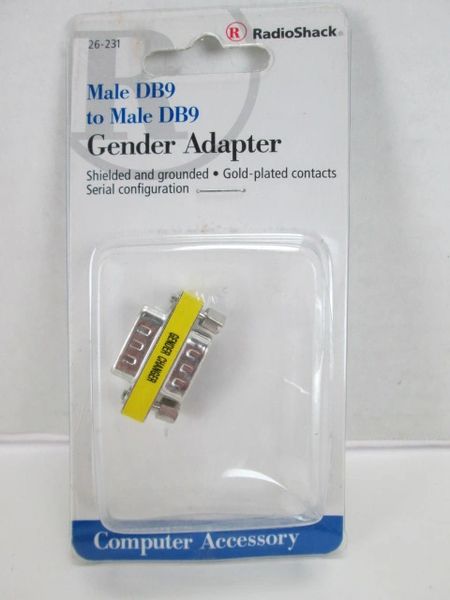 26-231
R RadioShack®
Male DB9
to Male DB9
Gender Adapter
Shielded and grounded • Gold-plated contacts
Serial configuration
GENDER CHANGER
Computer Accessory